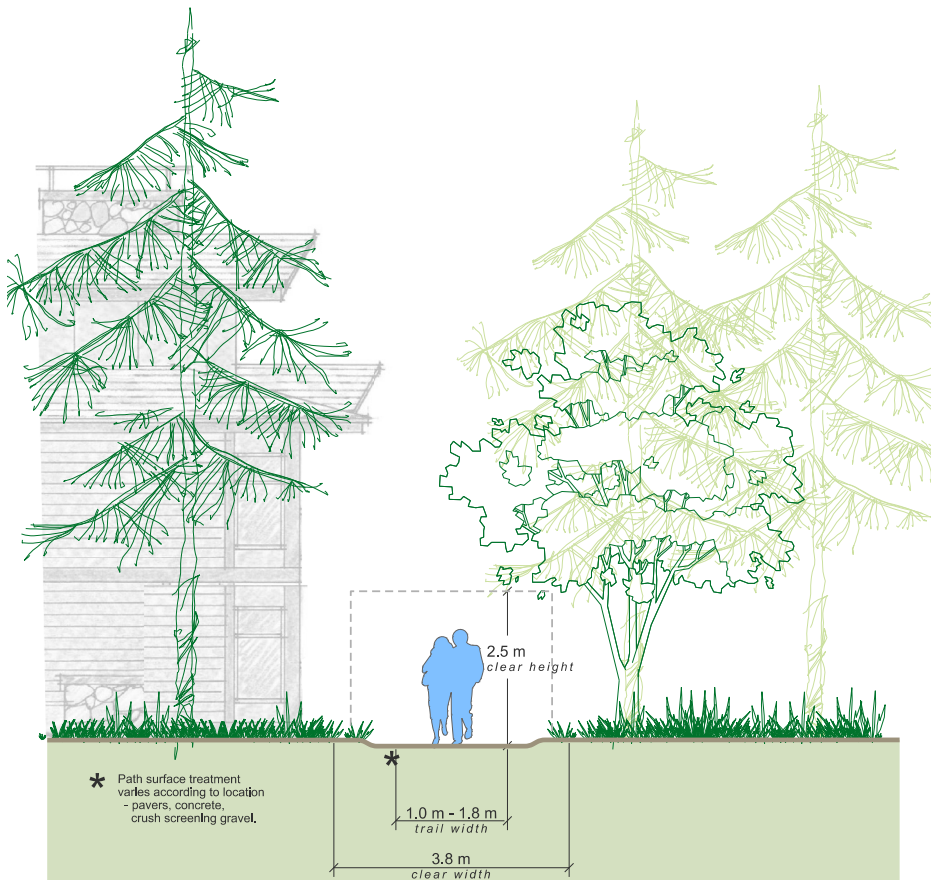 2.5 m
clear height
*
* Path surface treatment
varies according to location
- pavers, concrete,
crush screening gravel.
1.0 m - 1.8 m
trail width
3.8 m
clear width